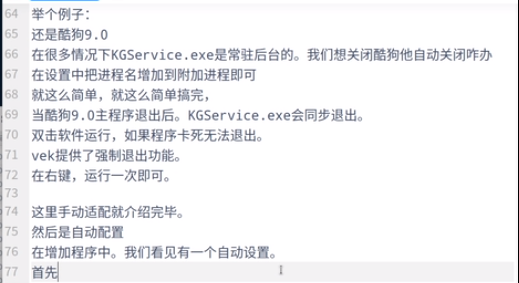 64 举个例子：
65 还是酷狗9.0
66 在很多情况下KGService.exe是常驻后台的。我们想关闭酷狗他自动关闭咋办
67 在设置中把进程名增加到附加进程即可
68 就这么简单，就这么简单搞完，
69 当酷狗9.0主程序退出后。KGService.exe会同步退出。
70 双击软件运行，如果程序卡死无法退出。
71 vek提供了强制退出功能。
72 在右键，运行一次即可。
73
74 这里手动适配就介绍完毕。
75 然后是自动配置
76 在增加程序中。我们看见有一个自动设置。
77 首先